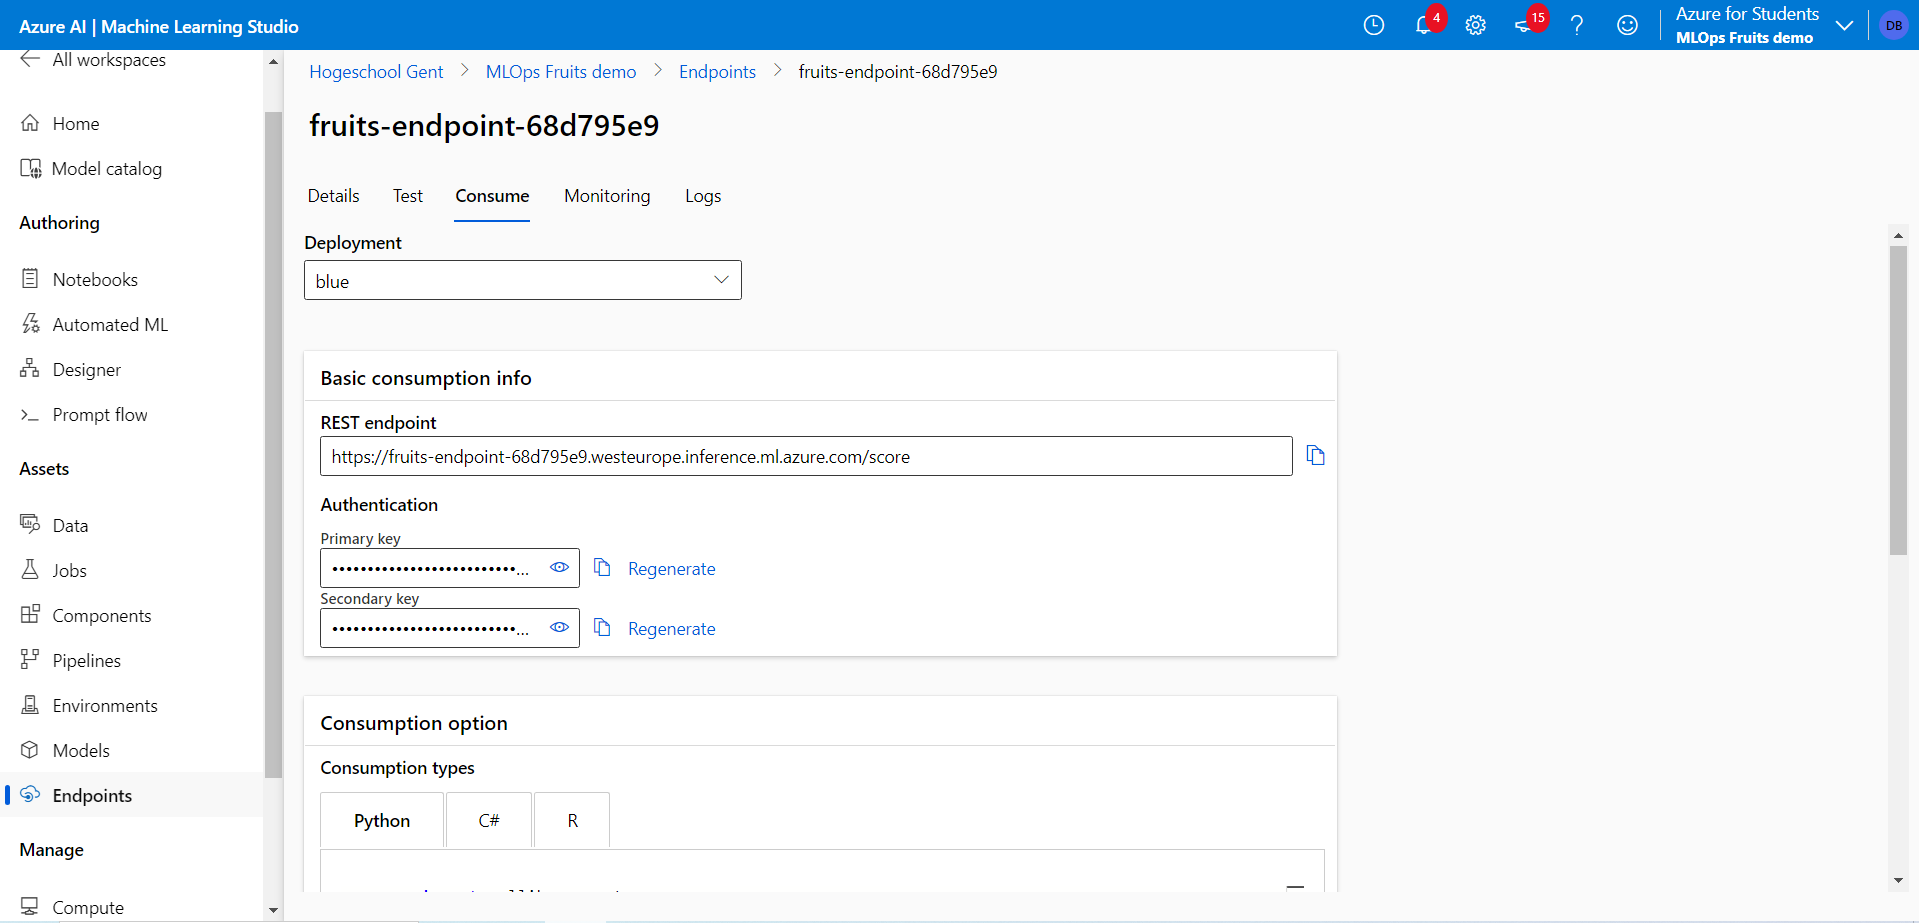 Azure AI | Machine Learning Studio
4
15
Azure for Students
MLOps Fruits demo
DB
All workspaces
Home
Model catalog
Authoring
Notebooks
Automated ML
Designer
Prompt flow
Assets
Data
Jobs
Components
Pipelines
Environments
Models
Endpoints
Manage
Compute
Hogeschool Gent > MLOps Fruits demo > Endpoints > fruits-endpoint-68d795e9
fruits-endpoint-68d795e9
Details Test Consume Monitoring Logs
Deployment
blue
Basic consumption info
REST endpoint
https://fruits-endpoint-68d795e9.westeurope.inference.ml.azure.com/score
Authentication
Primary key
••••••••••••••••••••••••••... Regenerate
Secondary key
••••••••••••••••••••••••••... Regenerate
Consumption option
Consumption types
Python C# R